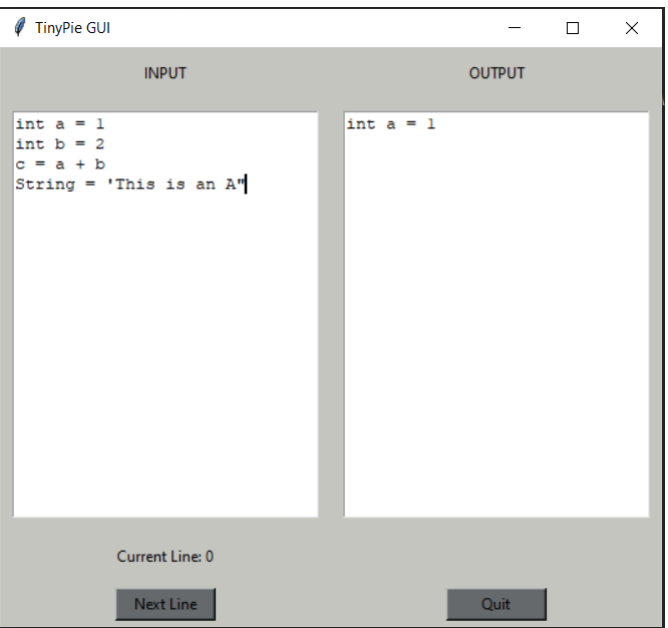 TinyPie GUI
INPUT
OUTPUT
int a = 1
int b = 2
c = a + b
String = 'This is an A"
int a = 1
Current Line: 0
Next Line
Quit